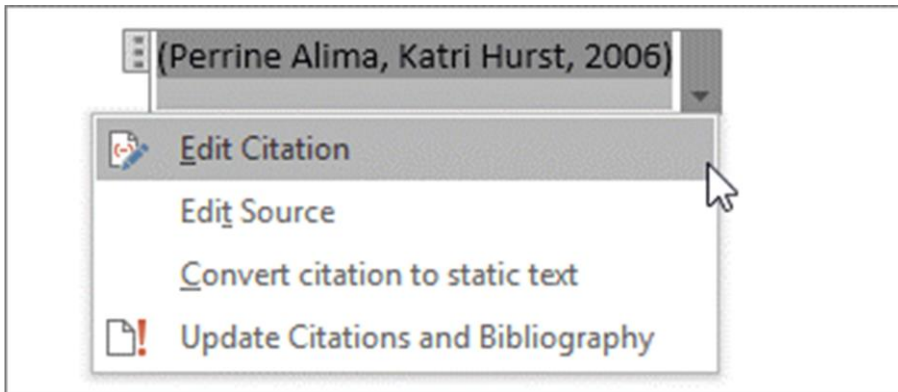 (Perrine Alima, Katri Hurst, 2006)
Edit Citation
Edit Source
Convert citation to static text
Update Citations and Bibliography